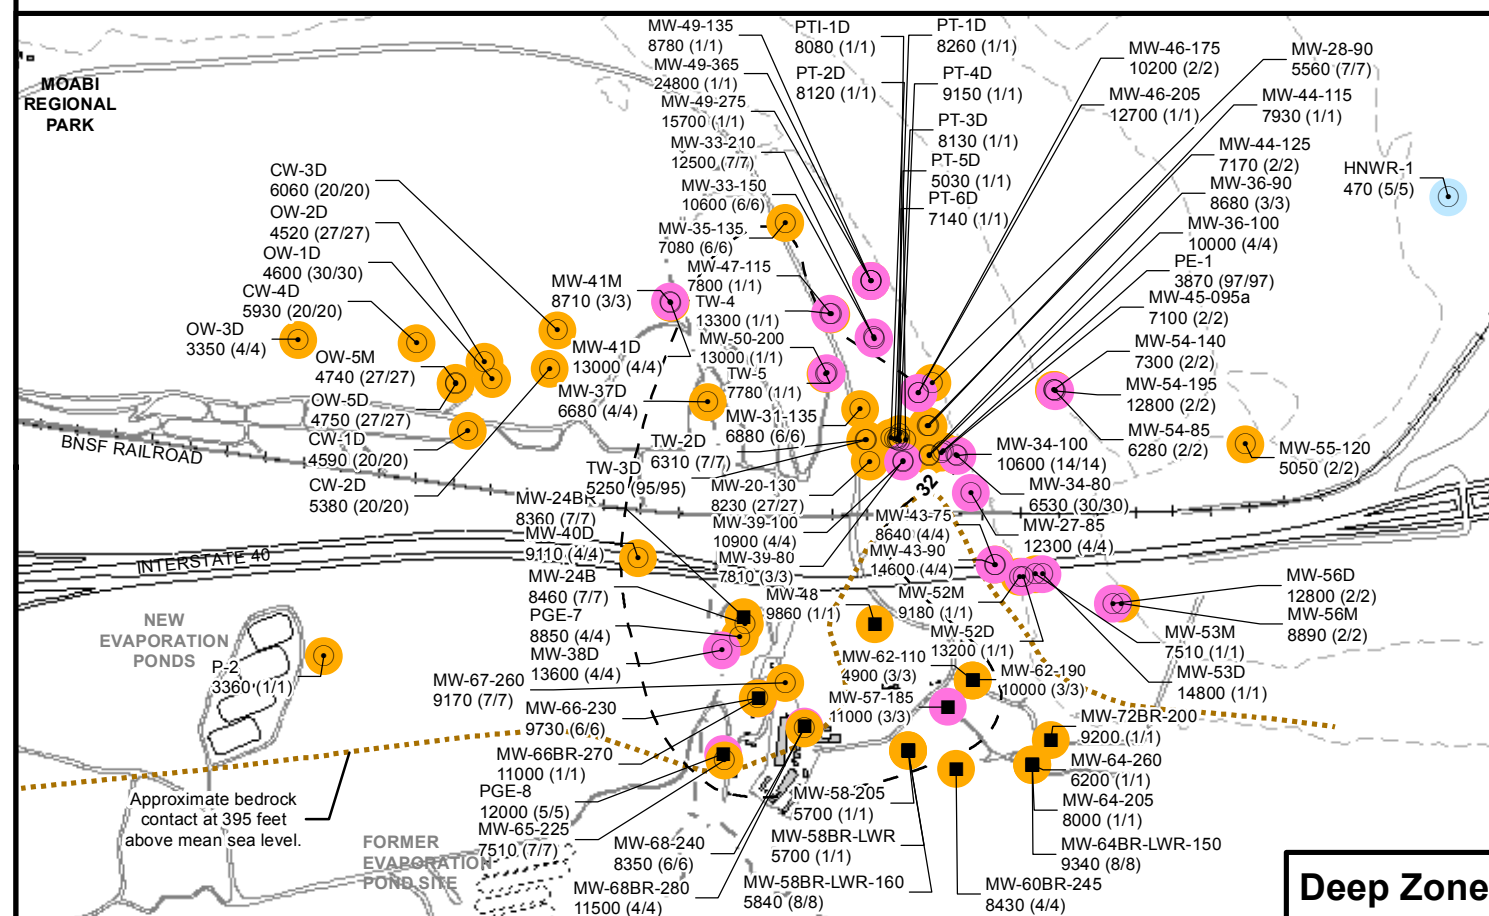 MOABI
REGIONAL
PARK
MW-49-135
8780 (1/1)
MW-49-365
24800 (1/1)
MW-49-275
15700 (1/1)
MW-33-210
12500 (7/7)
MW-33-150
10600 (6/6)
MW-35-135
7080 (6/6)
MW-47-115
7800 (1/1)
TW-4
13300 (1/1)
MW-50-200
13000 (1/1)
TW-5
7780 (1/1)
MW-31-135
6880 (6/6)
PTI-1D
8080 (1/1)
PT-2D
8120 (1/1)
PT-1D
8260 (1/1)
PT-4D
9150 (1/1)
PT-3D
8130 (1/1)
PT-5D
5030 (1/1)
PT-6D
7140 (1/1)
MW-46-175
10200 (2/2)
MW-46-205
12700 (1/1)
MW-28-90
5560 (7/7)
MW-44-115
7930 (1/1)
MW-44-125
7170 (2/2)
MW-36-90
8680 (3/3)
MW-36-100
10000 (4/4)
PE-1
3870 (97/97)
MW-45-095a
7100 (2/2)
MW-54-140
7300 (2/2)
MW-54-195
12800 (2/2)
MW-54-85
6280 (2/2)
HNWR-1
470 (5/5)
MW-55-120
5050 (2/2)
CW-3D
6060 (20/20)
OW-2D
4520 (27/27)
OW-1D
4600 (30/30)
CW-4D
5930 (20/20)
OW-3D
3350 (4/4)
OW-5M
4740 (27/27)
OW-5D
4750 (27/27)
CW-1D
4590 (20/20)
CW-2D
5380 (20/20)
MW-41M
8710 (3/3)
MW-41D
13000 (4/4)
MW-37D
6680 (4/4)
BNSF RAILROAD
TW-2D
6310 (7/7)
TW-3D
5250 (95/95)
MW-20-130
8230 (27/27)
MW-39-100
10900 (4/4)
MW-39-80
7810 (3/3)
MW-34-100
10600 (14/14)
MW-34-80
6530 (30/30)
32
MW-43-75
8640 (4/4)
MW-43-90
14600 (4/4)
MW-27-85
12300 (4/4)
INTERSTATE 40
MW-24BR
8360 (7/7)
MW-40D
9110 (4/4)
MW-24B
8460 (7/7)
PGE-7
8850 (4/4)
MW-38D
13600 (4/4)
MW-48
9860 (1/1)
MW-52M
9180 (1/1)
MW-52D
13200 (1/1)
MW-56D
12800 (2/2)
MW-56M
8890 (2/2)
MW-53M
7510 (1/1)
MW-53D
14800 (1/1)
NEW
EVAPORATION
PONDS
P-2
3360 (1/1)
MW-67-260
9170 (7/7)
MW-66-230
9730 (6/6)
MW-66BR-270
11000 (1/1)
PGE-8
12000 (5/5)
MW-65-225
7510 (7/7)
MW-62-110
4900 (3/3)
MW-62-190
10000 (3/3)
MW-57-185
11000 (3/3)
MW-72BR-200
9200 (1/1)
MW-64-260
6200 (1/1)
MW-64-205
8000 (1/1)
MW-64BR-LWR-150
9340 (8/8)
MW-58-205
5700 (1/1)
MW-58BR-LWR
5700 (1/1)
MW-58BR-LWR-160
5840 (8/8)
MW-60BR-245
8430 (4/4)
MW-68-240
8350 (6/6)
MW-68BR-280
11500 (4/4)
Approximate bedrock
contact at 395 feet
above mean sea level.
FORMER
EVAPORATION
POND SITE
Deep Zone